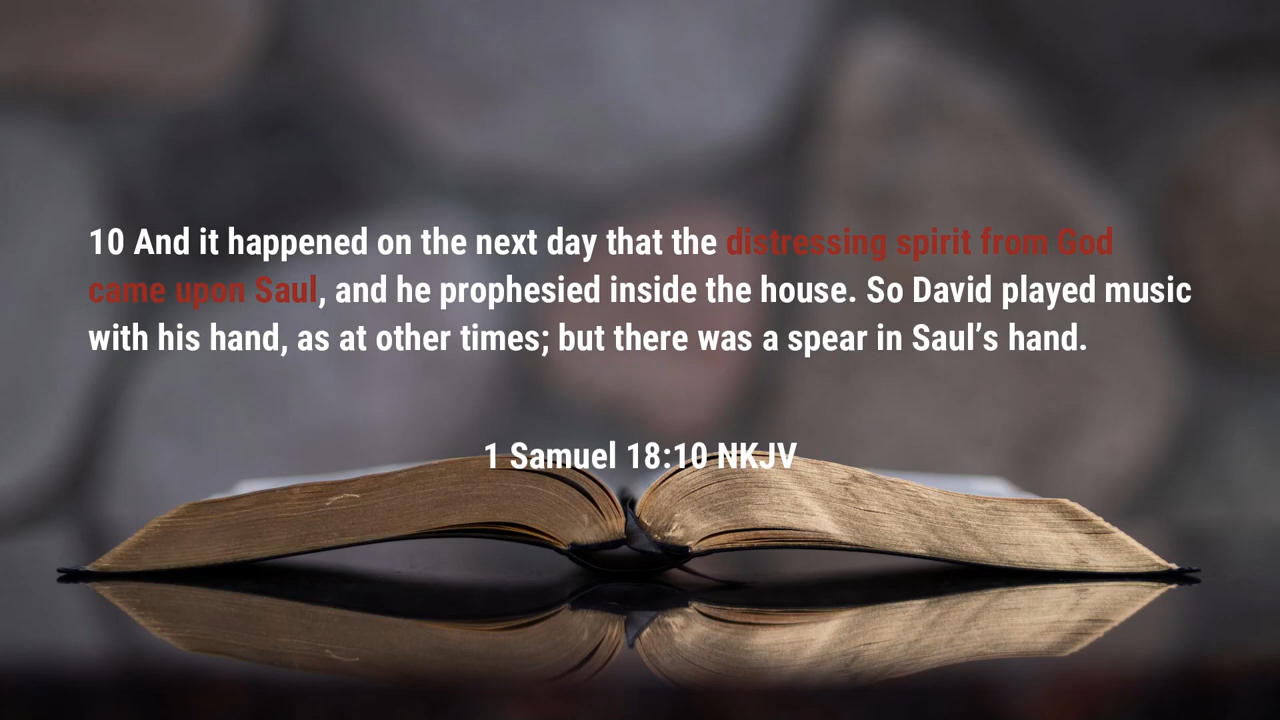 10 And it happened on the next day that the distressing spirit from God
came upon Saul, and he prophesied inside the house. So David played music
with his hand, as at other times; but there was a spear in Saul’s hand.
1 Samuel 18:10 NKJV